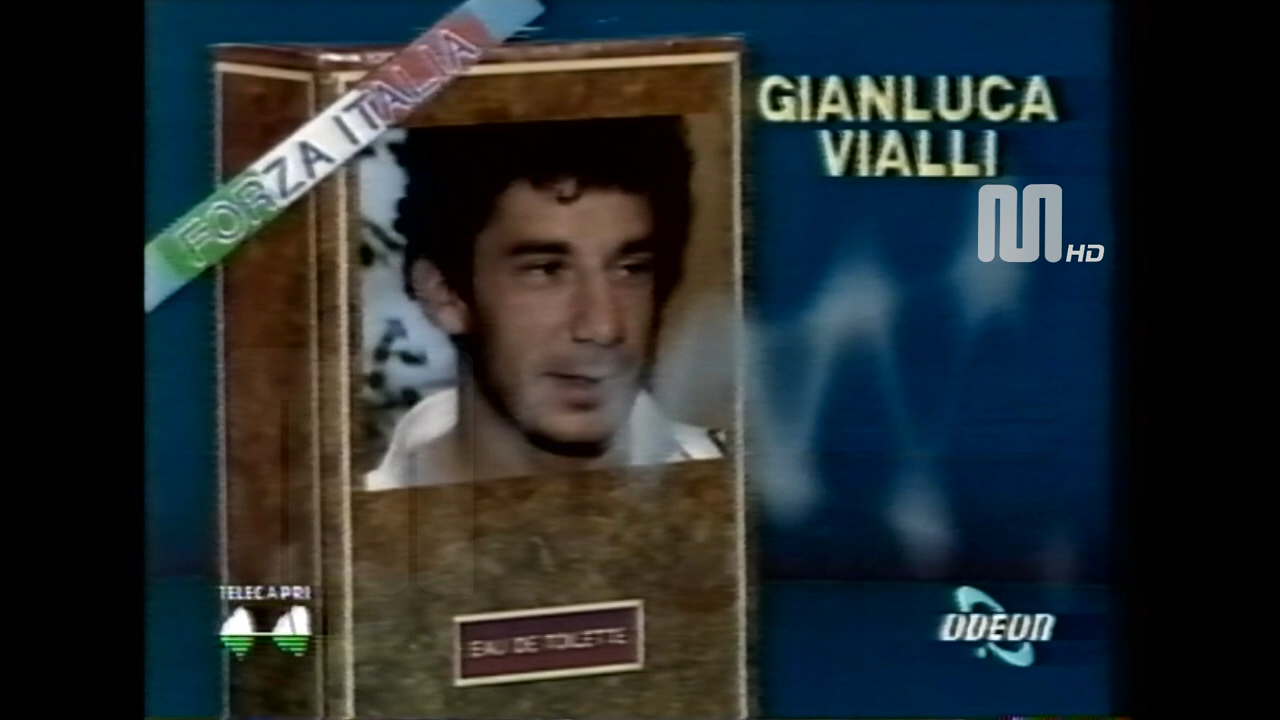 FORZA ITALIA
GIANLUCA
VIALLI
M HD
TELECAPRI
EAU DE TOILETTE
ODEON